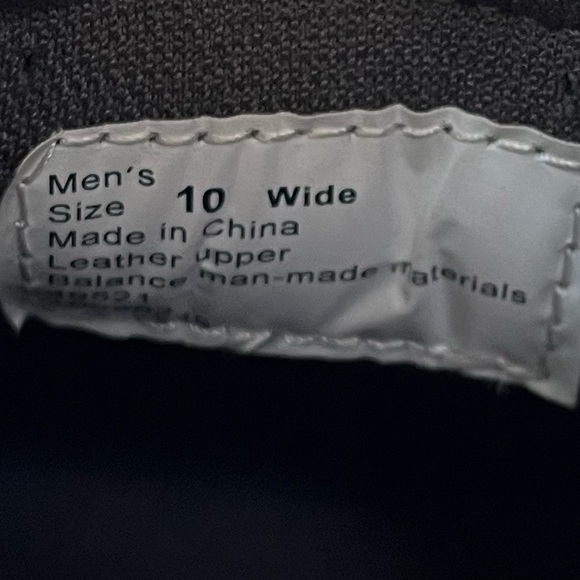 Men's
Size 10 Wide
Made in China
Leather upper
Balance man-made materials